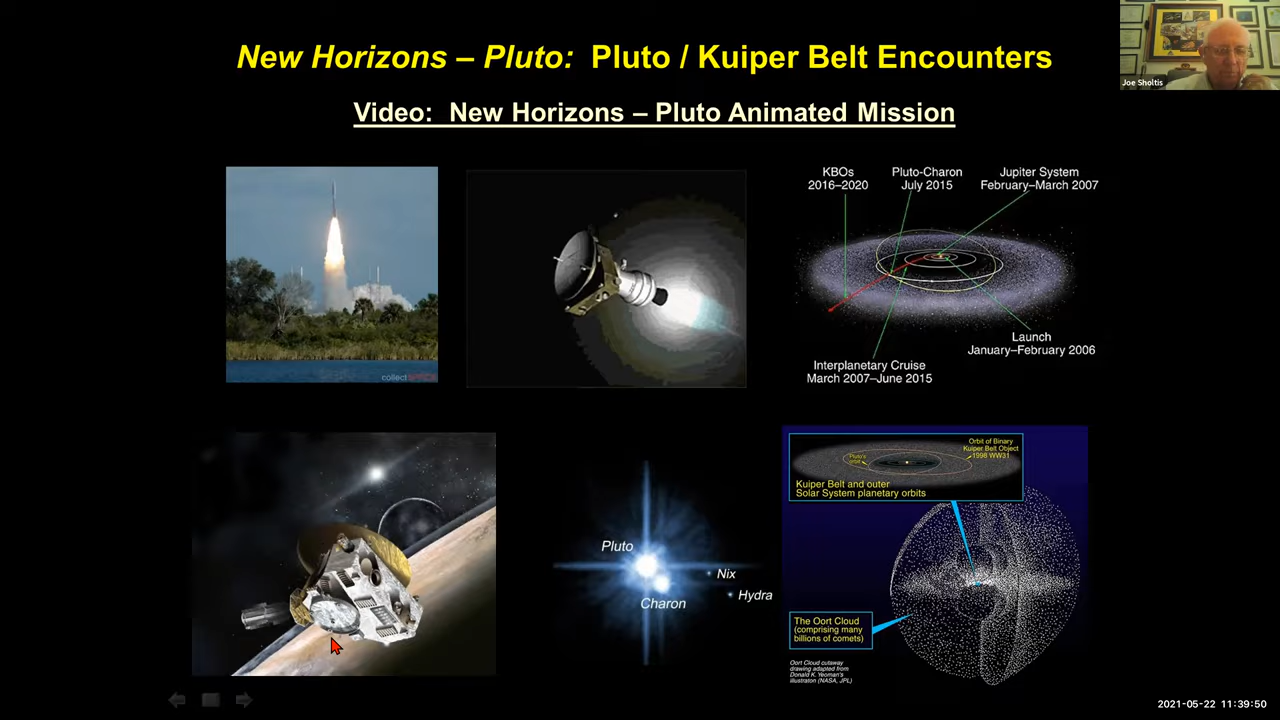 New Horizons – Pluto: Pluto / Kuiper Belt Encounters
Joe Sholtis
Video: New Horizons – Pluto Animated Mission
KBOs
2016–2020
Pluto-Charon
July 2015
Jupiter System
February–March 2007
Launch
January–February 2006
Interplanetary Cruise
March 2007–June 2015
collectSPACE
Pluto
Charon
Nix
Hydra
Pluto's
orbit
Orbit of Binary
Kuiper Belt Object
1998 WW31
Kuiper Belt and outer
Solar System planetary orbits
The Oort Cloud
(comprising many
billions of comets)
Oort Cloud cutaway
drawing adapted from
Donald K. Yeoman's
illustraton (NASA, JPL)
2021-05-22 11:39:50